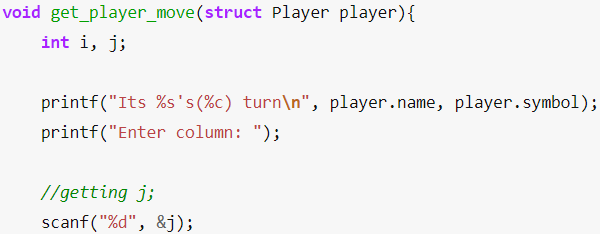 void get_player_move(struct Player player){
int i, j;
printf("Its %s's(%c) turn\n", player.name, player.symbol);
printf("Enter column: ");
//getting j;
scanf("%d", &j);